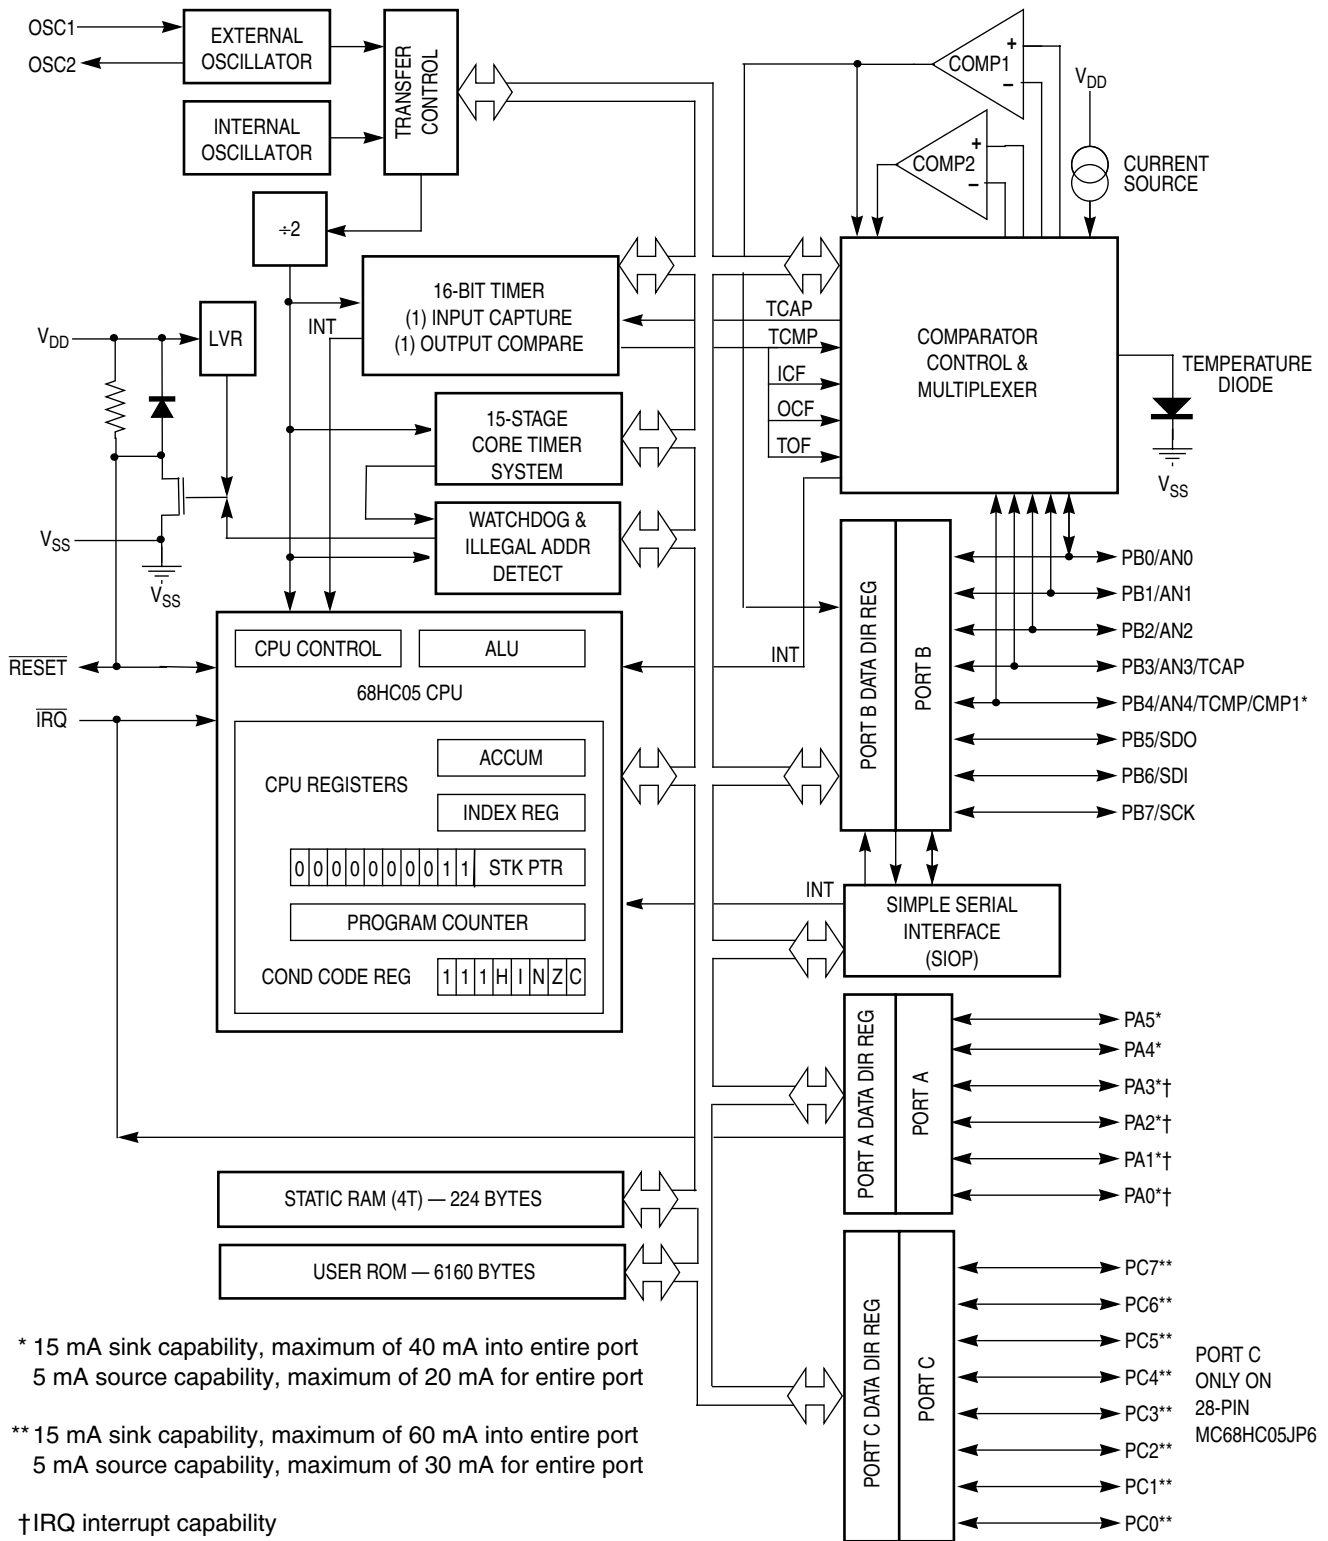 OSC1
OSC2
EXTERNAL
OSCILLATOR
INTERNAL
OSCILLATOR
TRANSFER
CONTROL
÷2
COMP1
+
−
COMP2
+
−
VDD
CURRENT
SOURCE
16-BIT TIMER
(1) INPUT CAPTURE
(1) OUTPUT COMPARE
INT
VDD
LVR
TCAP
TCMP
ICF
OCF
TOF
COMPARATOR
CONTROL &
MULTIPLEXER
TEMPERATURE
DIODE
VSS
15-STAGE
CORE TIMER
SYSTEM
WATCHDOG &
ILLEGAL ADDR
DETECT
VSS
VSS
RESET
IRQ
CPU CONTROL
ALU
68HC05 CPU
INT
CPU REGISTERS
ACCUM
INDEX REG
0 0 0 0 0 0 0 0 1 1 STK PTR
PROGRAM COUNTER
COND CODE REG
1 1 1 H I N Z C
PORT B DATA DIR REG
PORT B
PB0/AN0
PB1/AN1
PB2/AN2
PB3/AN3/TCAP
PB4/AN4/TCMP/CMP1*
PB5/SDO
PB6/SDI
PB7/SCK
INT
SIMPLE SERIAL
INTERFACE
(SIOP)
PORT A DATA DIR REG
PORT A
PA5*
PA4*
PA3*†
PA2*†
PA1*†
PA0*†
STATIC RAM (4T) — 224 BYTES
USER ROM — 6160 BYTES
PORT C DATA DIR REG
PORT C
PC7**
PC6**
PC5**
PC4**
PC3**
PC2**
PC1**
PC0**
PORT C
ONLY ON
28-PIN
MC68HC05JP6
* 15 mA sink capability, maximum of 40 mA into entire port
5 mA source capability, maximum of 20 mA for entire port
** 15 mA sink capability, maximum of 60 mA into entire port
5 mA source capability, maximum of 30 mA for entire port
†IRQ interrupt capability